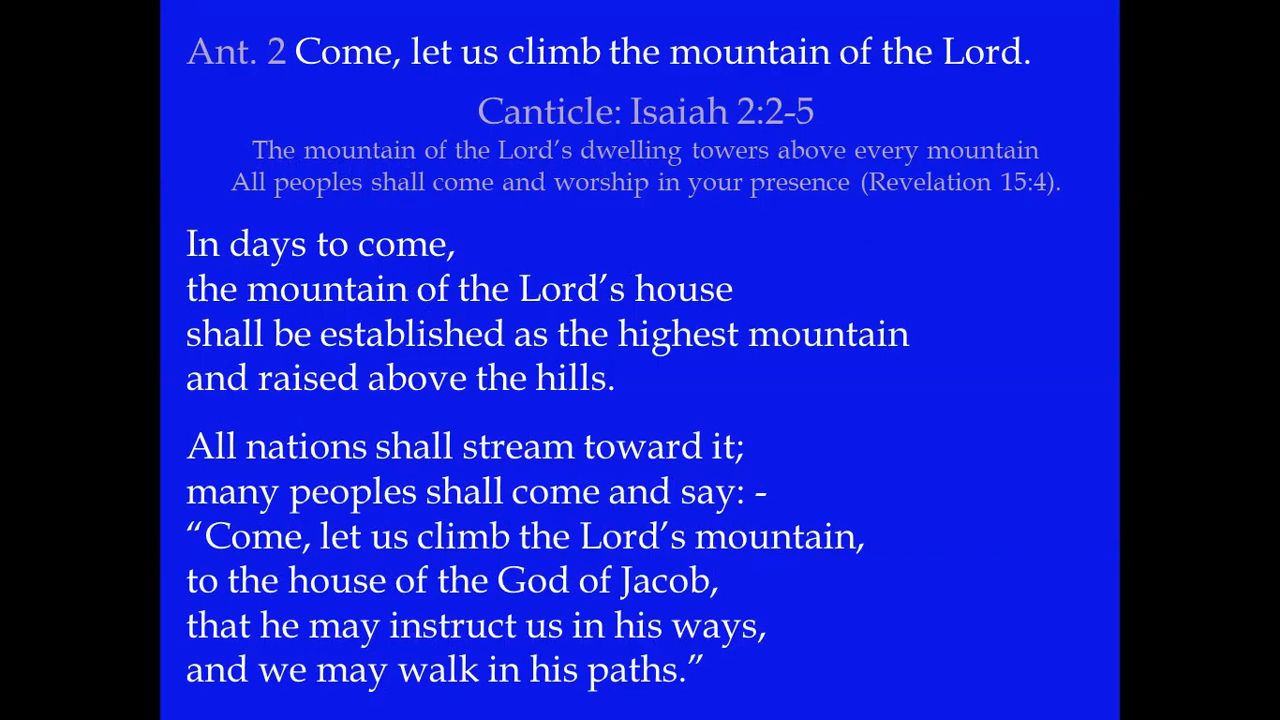 Ant. 2 Come, let us climb the mountain of the Lord.
Canticle: Isaiah 2:2-5
The mountain of the Lord’s dwelling towers above every mountain
All peoples shall come and worship in your presence (Revelation 15:4).
In days to come,
the mountain of the Lord’s house
shall be established as the highest mountain
and raised above the hills.
All nations shall stream toward it;
many peoples shall come and say: -
“Come, let us climb the Lord’s mountain,
to the house of the God of Jacob,
that he may instruct us in his ways,
and we may walk in his paths.”